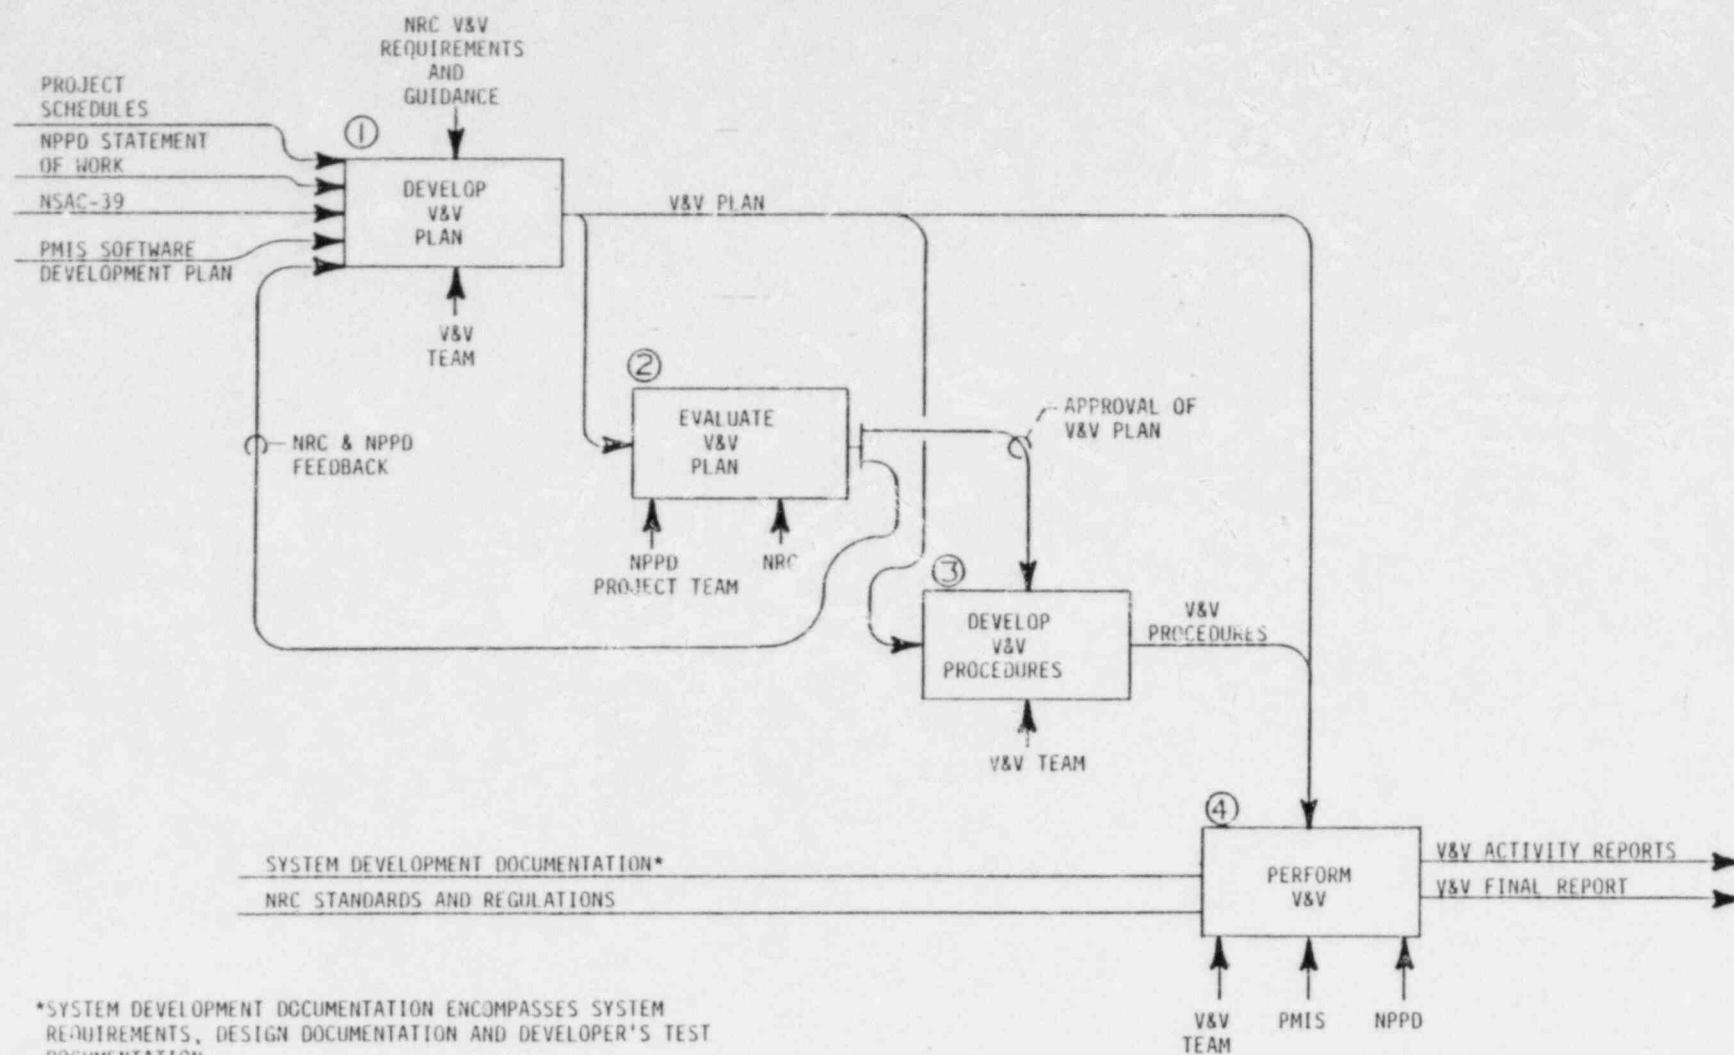 NRC V&V
REQUIREMENTS
AND
GUIDANCE
PROJECT
SCHEDULES
NPPD STATEMENT
OF WORK
NSAC-39
PMIS SOFTWARE
DEVELOPMENT PLAN
①
DEVELOP
V&V
PLAN
V&V PLAN
V&V
TEAM
②
EVALUATE
V&V
PLAN
APPROVAL OF
V&V PLAN
NRC & NPPD
FEEDBACK
NPPD
PROJECT TEAM
NRC
③
DEVELOP
V&V
PROCEDURES
V&V
PROCEDURES
V&V TEAM
④
PERFORM
V&V
SYSTEM DEVELOPMENT DOCUMENTATION*
NRC STANDARDS AND REGULATIONS
V&V ACTIVITY REPORTS
V&V FINAL REPORT
V&V
TEAM
PMIS
NPPD
*SYSTEM DEVELOPMENT DOCUMENTATION ENCOMPASSES SYSTEM
REQUIREMENTS, DESIGN DOCUMENTATION AND DEVELOPER'S TEST
DOCUMENTATION